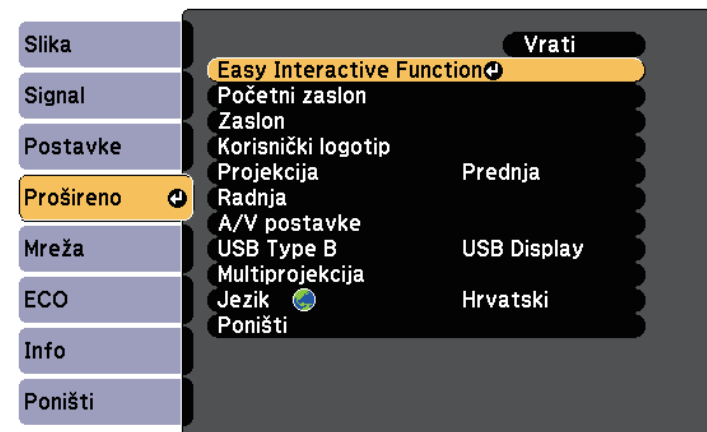 Slika
Signal
Postavke
Prošireno
Mreža
ECO
Info
Poništi
Vrati
Easy Interactive Function
Početni zaslon
Zaslon
Korisnički logotip
Projekcija Prednja
Radnja
A/V postavke
USB Type B USB Display
Multiprojekcija
Jezik Hrvatski
Poništi